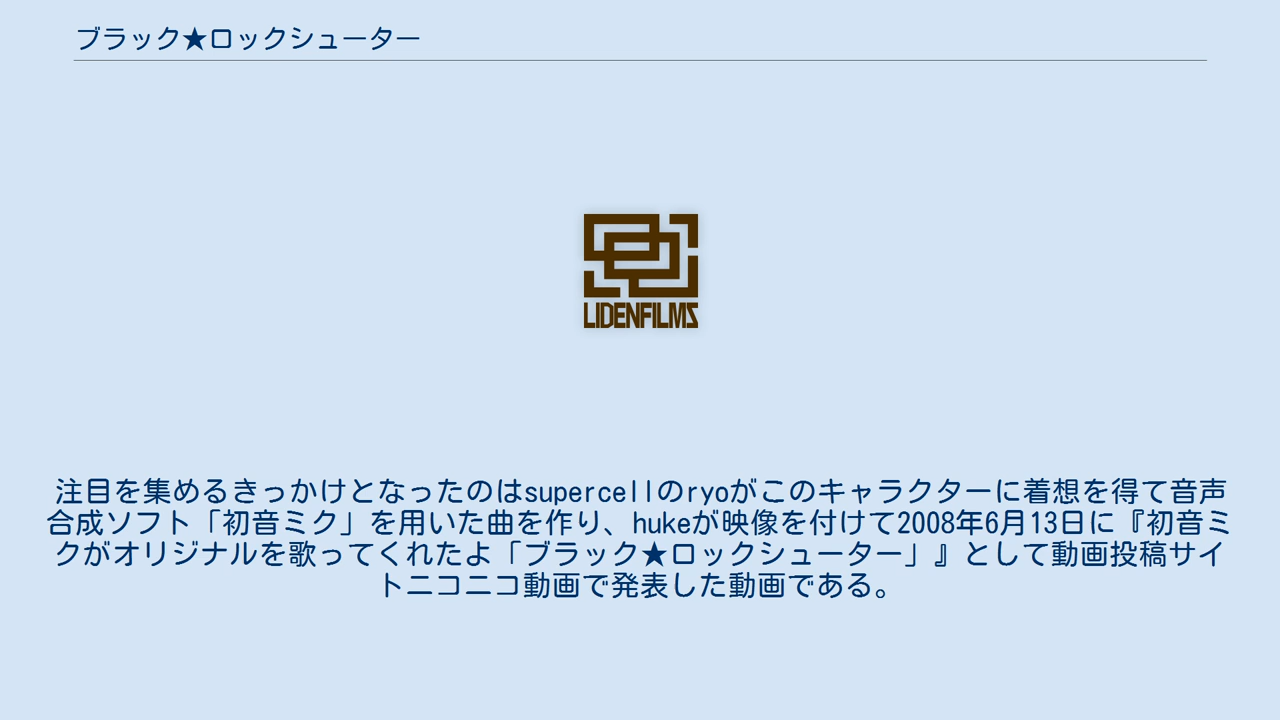 ブラック★ロックシューター
LIDENFILMS
注目を集めるきっかけとなったのはsupercellのryoがこのキャラクターに着想を得て音声
合成ソフト「初音ミク」を用いた曲を作り、hukeが映像を付けて2008年6月13日に『初音ミ
クがオリジナルを歌ってくれたよ「ブラック★ロックシューター」』として動画投稿サイ
トニコニコ動画で発表した動画である。